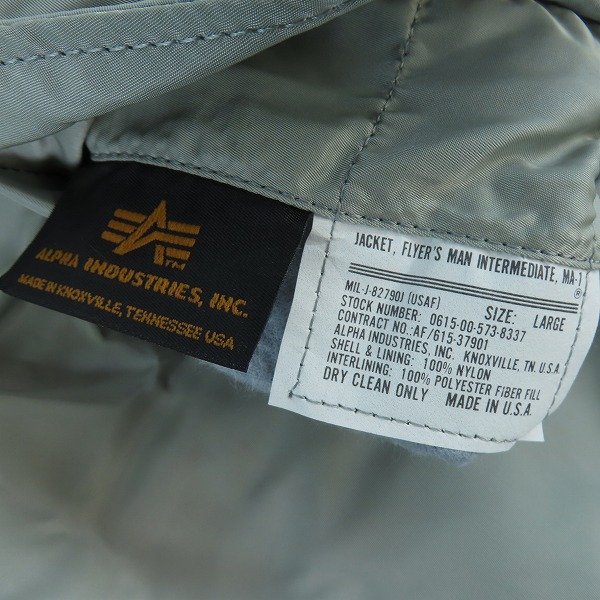 ALPHA INDUSTRIES, INC.
MADE IN KNOXVILLE, TENNESSEE USA
TM
JACKET, FLYER'S MAN INTERMEDIATE, MA-1
®
MIL-J-8279J (USAF) SIZE: LARGE
STOCK NUMBER: 0615-00-573-8337
CONTRACT NO.:AF/615-37901
ALPHA INDUSTRIES, INC. KNOXVILLE, TN. U.S.A.
SHELL & LINING: 100% NYLON
INTERLINING: 100% POLYESTER FIBER FILL
DRY CLEAN ONLY MADE IN U.S.A.